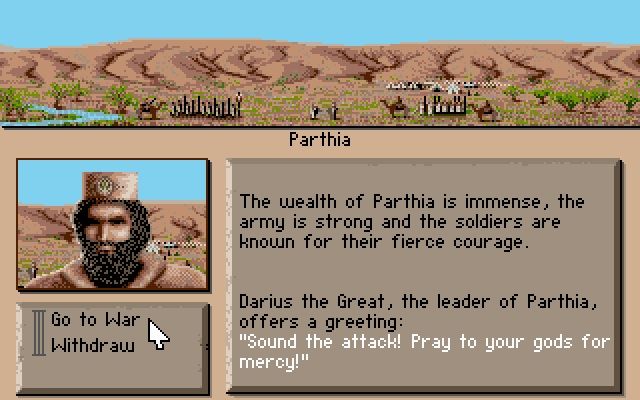 Parthia
The wealth of Parthia is immense, the
army is strong and the soldiers are
known for their fierce courage.
Darius the Great, the leader of Parthia,
offers a greeting:
"Sound the attack! Pray to your gods for
mercy!"
Go to War
Withdraw